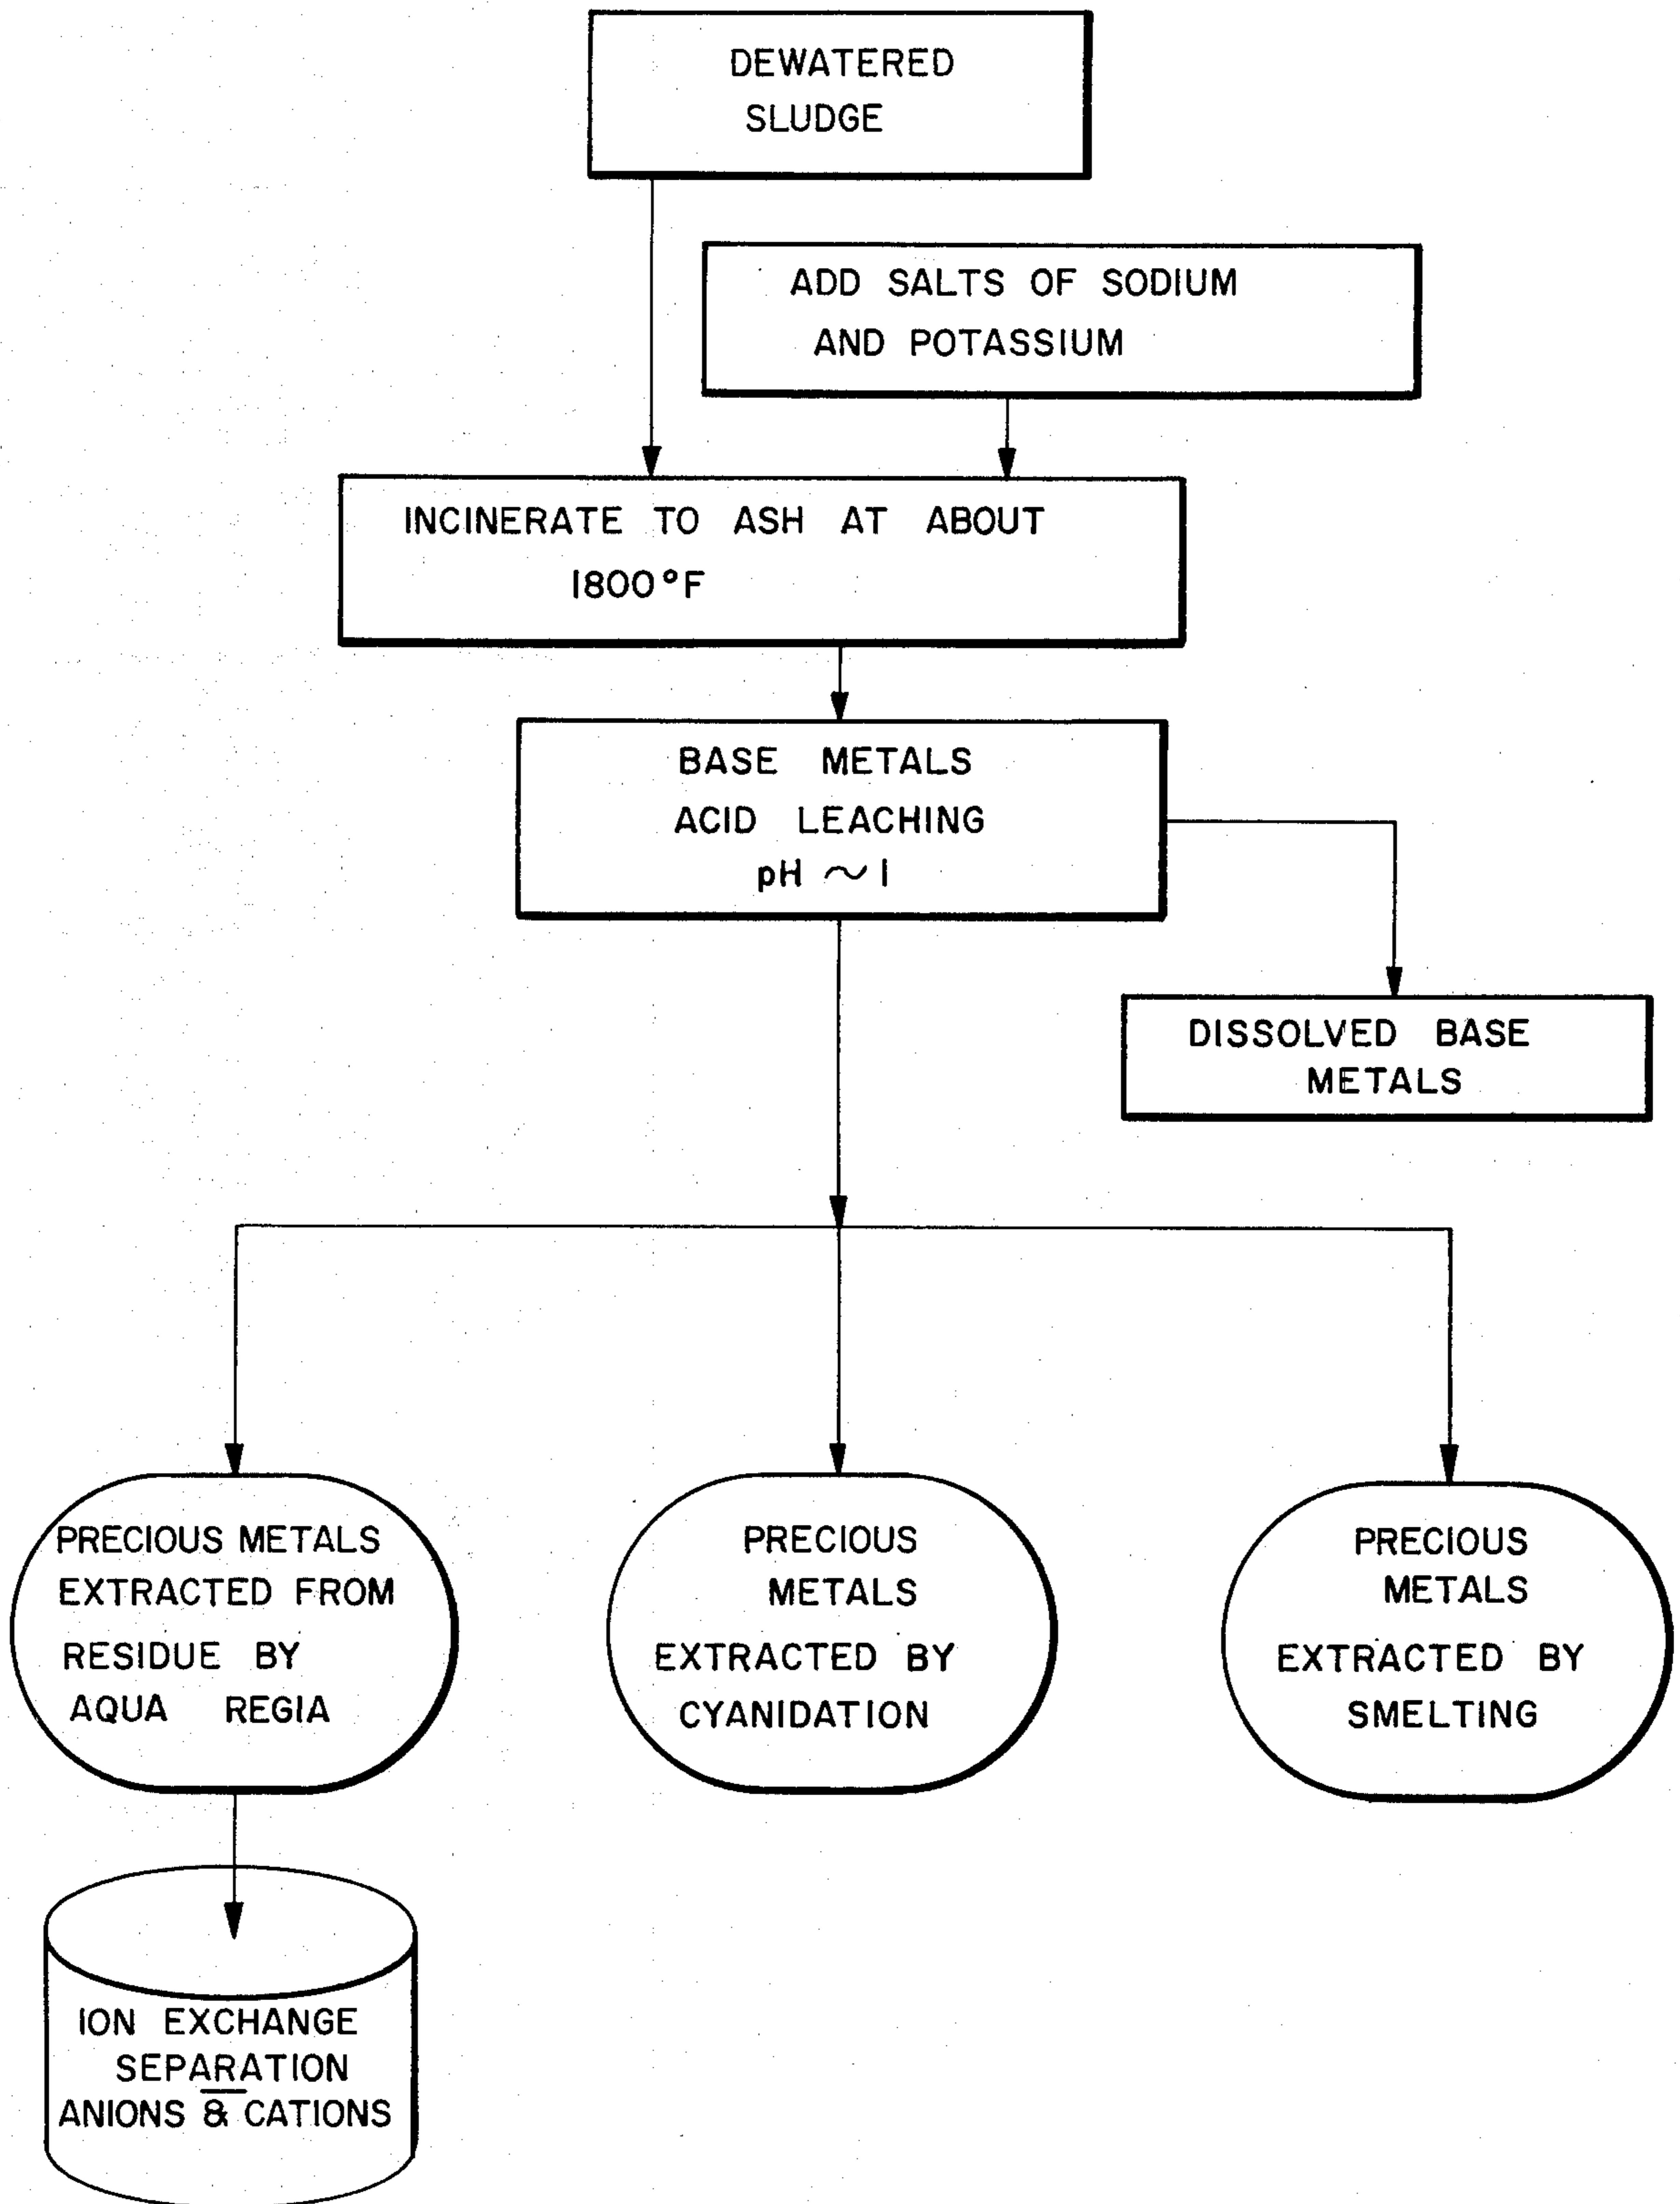 DEWATERED
SLUDGE
ADD SALTS OF SODIUM
AND POTASSIUM
INCINERATE TO ASH AT ABOUT
1800°F
BASE METALS
ACID LEACHING
pH ~ 1
DISSOLVED BASE
METALS
PRECIOUS METALS
EXTRACTED FROM
RESIDUE BY
AQUA REGIA
PRECIOUS
METALS
EXTRACTED BY
CYANIDATION
PRECIOUS
METALS
EXTRACTED BY
SMELTING
ION EXCHANGE
SEPARATION
ANIONS & CATIONS